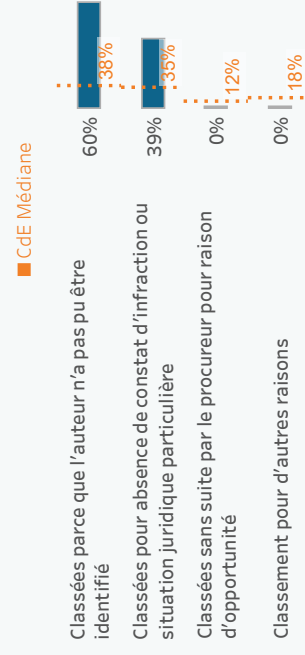 CdE Médiane
Classées parce que l'auteur n'a pas pu être
identifié
60%
38%
Classées pour absence de constat d'infraction ou
situation juridique particulière
39%
35%
Classées sans suite par le procureur pour raison
d'opportunité
0%
12%
Classement pour d'autres raisons
0%
18%